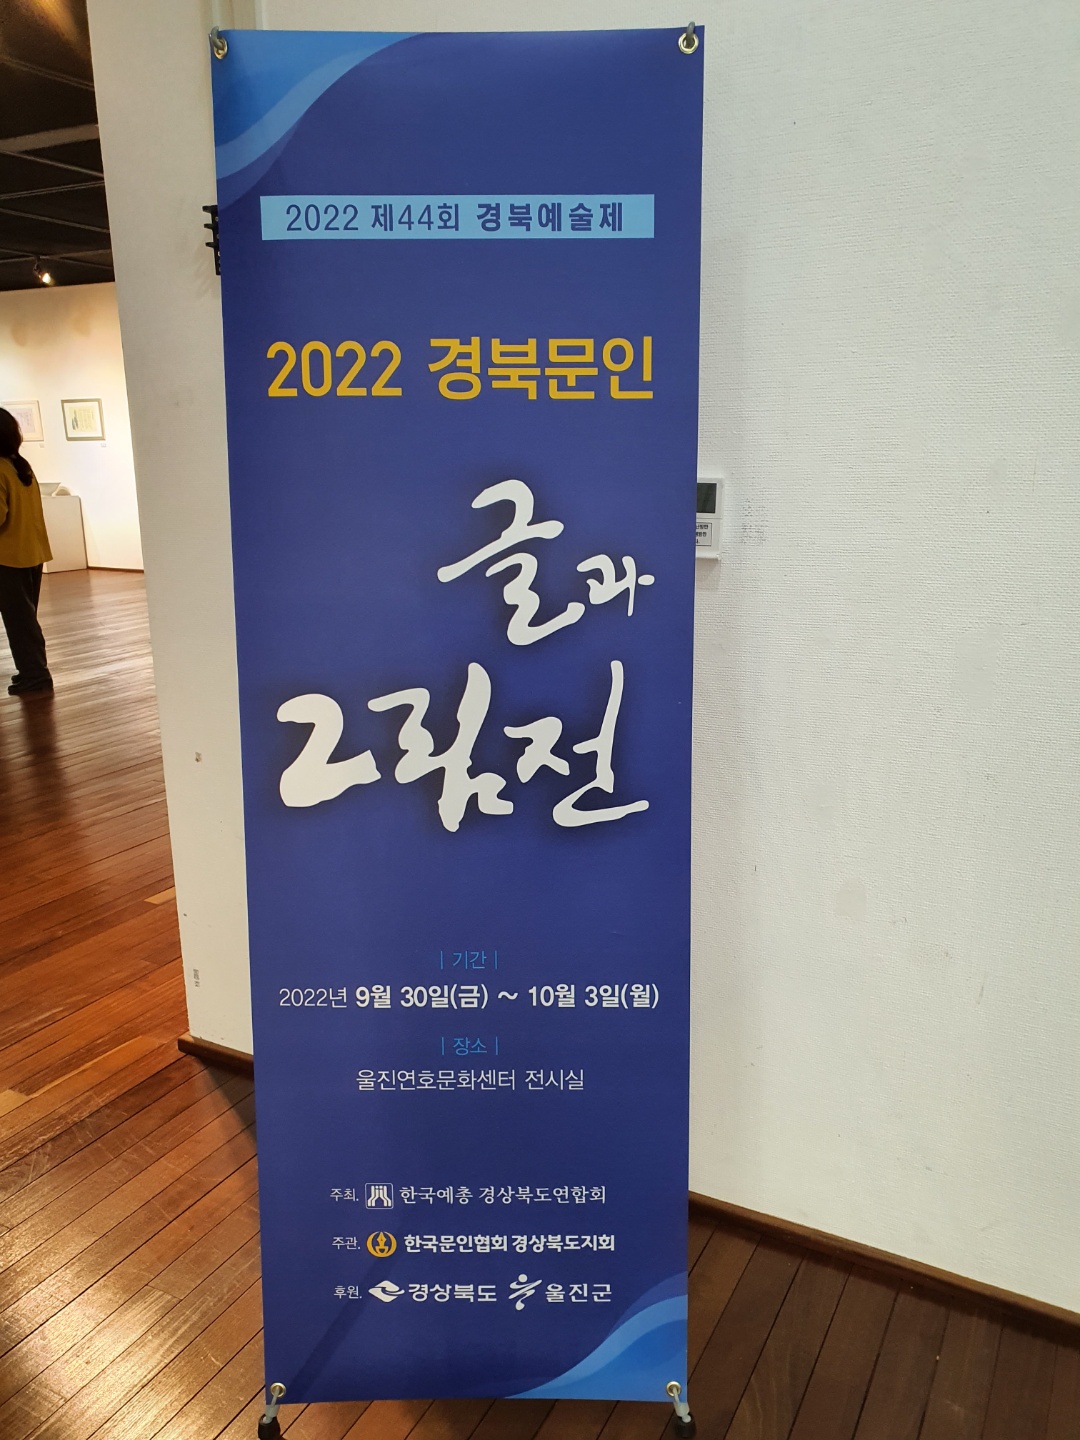 2022 제44회 경북예술제
2022 경북문인
글과
그림전
| 기간 |
2022년 9월 30일(금) ~ 10월 3일(월)
| 장소 |
울진연호문화센터 전시실
주최. 한국예총 경상북도연합회
주관. 한국문인협회 경상북도지회
후원. 경상북도 울진군